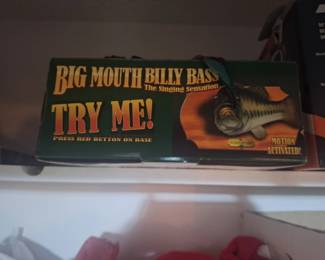 BIG MOUTH BILLY BASS
The Singing Sensation
TRY ME!
PRESS RED BUTTON ON BASE
MOTION
ACTIVATED!